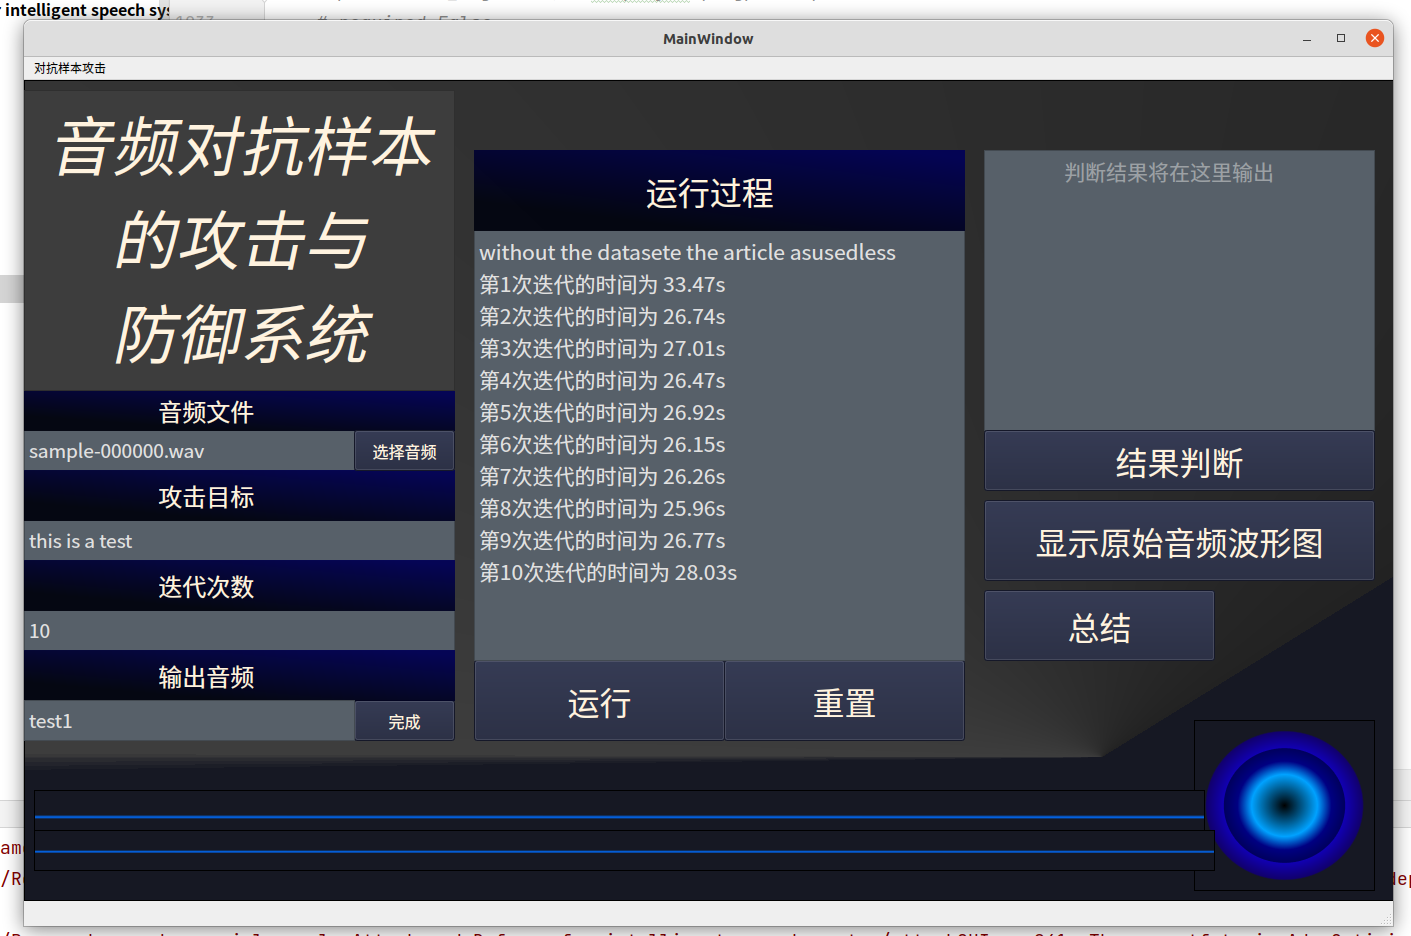 intelligent speech sys
MainWindow
对抗样本攻击
音频对抗样本
的攻击与
防御系统
音频文件
sample-000000.wav
选择音频
攻击目标
this is a test
迭代次数
10
输出音频
test1
完成
运行过程
without the datasete the article asusedless
第1次迭代的时间为 33.47s
第2次迭代的时间为 26.74s
第3次迭代的时间为 27.01s
第4次迭代的时间为 26.47s
第5次迭代的时间为 26.92s
第6次迭代的时间为 26.15s
第7次迭代的时间为 26.26s
第8次迭代的时间为 25.96s
第9次迭代的时间为 26.77s
第10次迭代的时间为 28.03s
运行
重置
判断结果将在这里输出
结果判断
显示原始音频波形图
总结